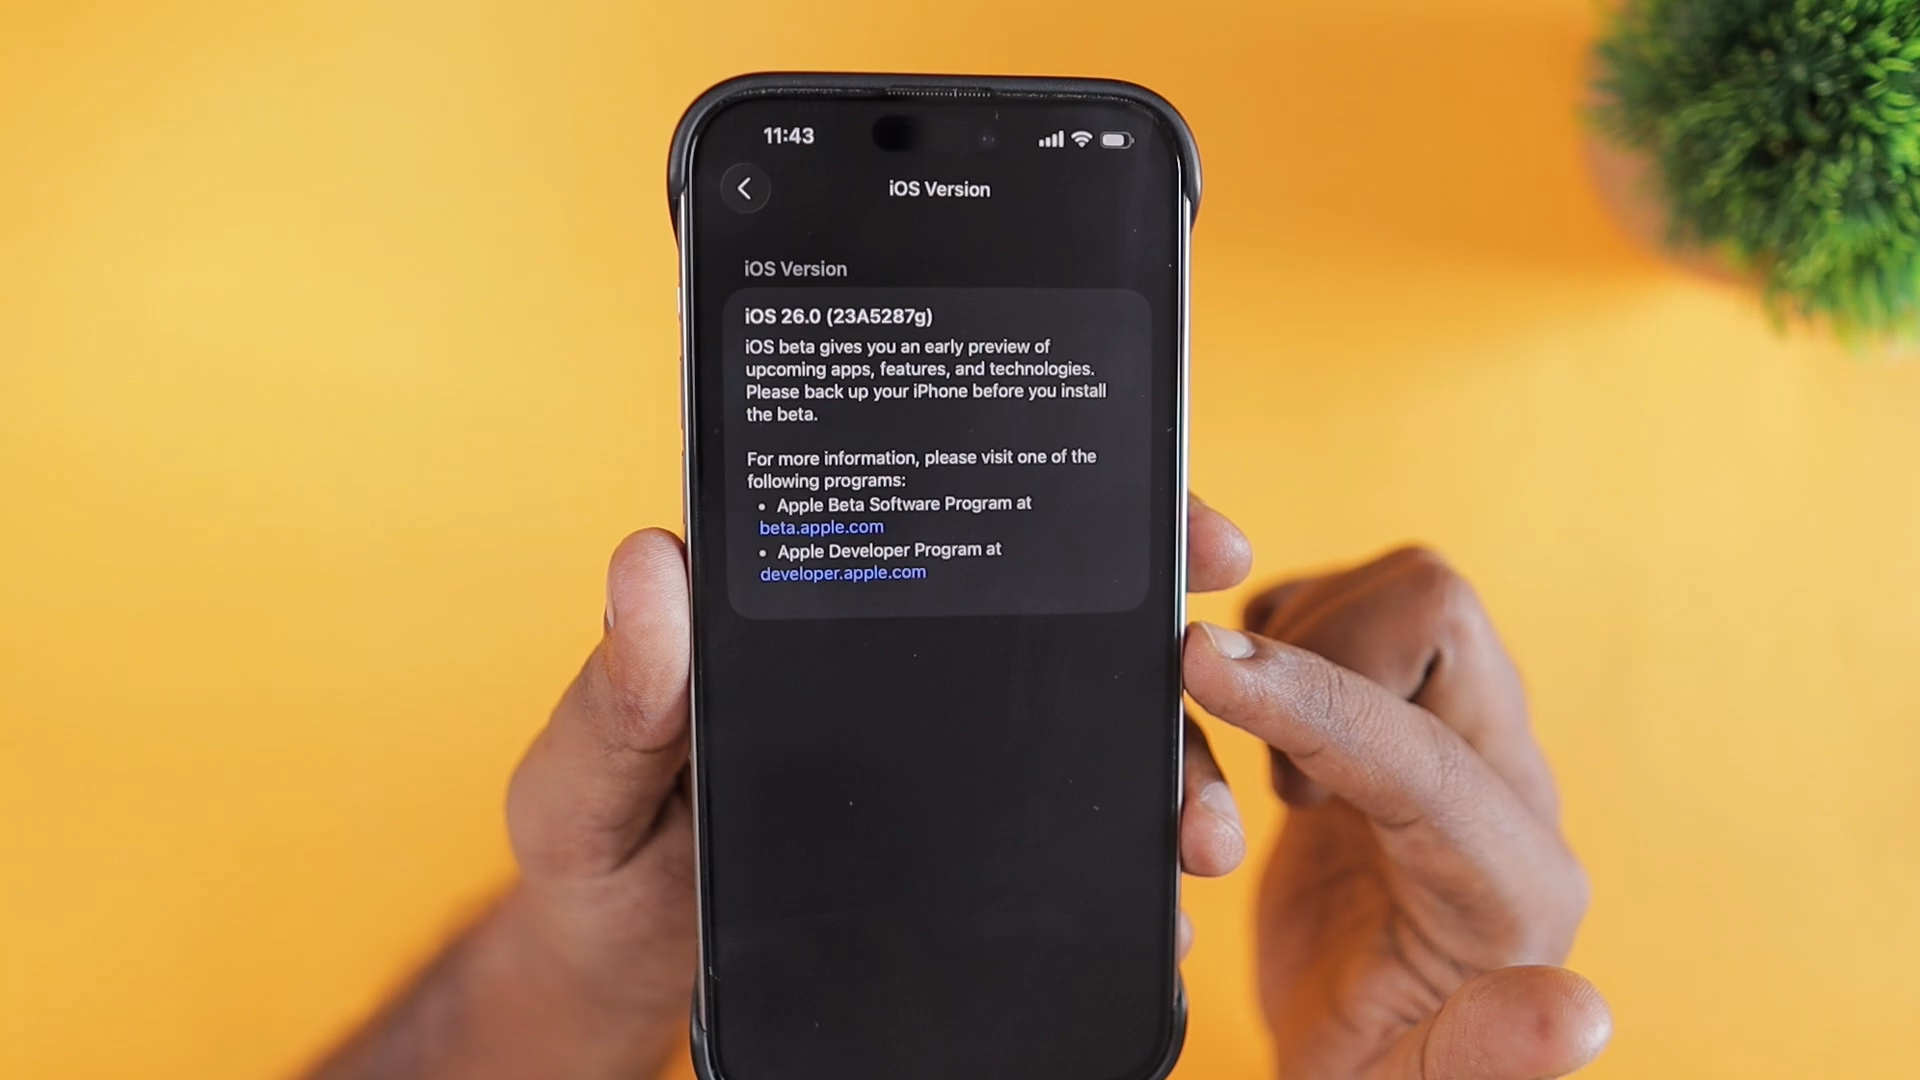 11:43
iOS Version
iOS Version
iOS 26.0 (23A5287g)
iOS beta gives you an early preview of
upcoming apps, features, and technologies.
Please back up your iPhone before you install
the beta.
For more information, please visit one of the
following programs:
• Apple Beta Software Program at
beta.apple.com
• Apple Developer Program at
developer.apple.com